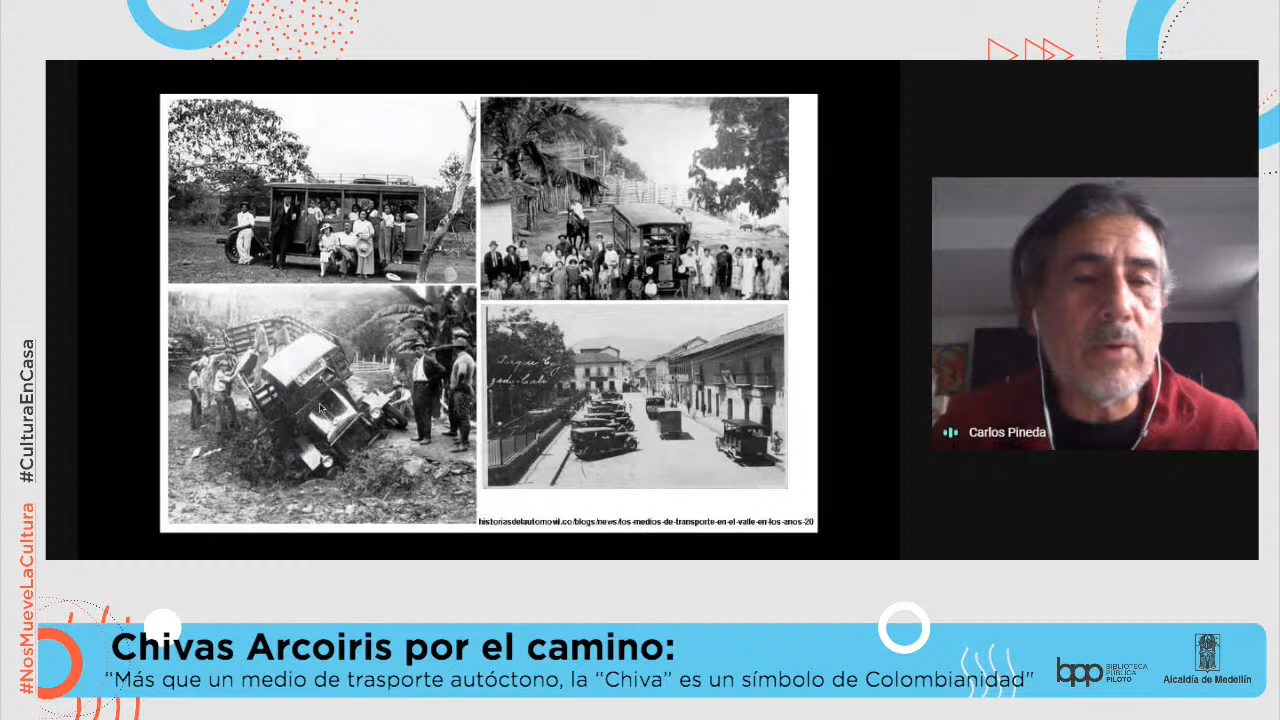 #CulturaEnCasa
#NosMueveLaCultura
historiasdelautomovil.co/blogs/news/los-medios-de-transporte-en-el-valle-en-los-anos-20
Carlos Pineda
Chivas Arcoiris por el camino:
“Más que un medio de trasporte autóctono, la “Chiva” es un símbolo de Colombianidad”
bpp BIBLIOTECA
PÚBLICA
PILOTO
Alcaldía de Medellín